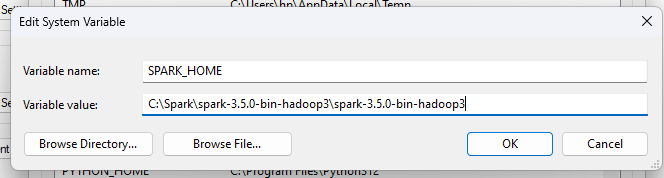 TMP C:\Users\hp\AppData\Local\Temp
Edit System Variable
Variable name: SPARK_HOME
Variable value: C:\Spark\spark-3.5.0-bin-hadoop3\spark-3.5.0-bin-hadoop3
Browse Directory... Browse File... OK Cancel
PYTHON_HOME C:\Program Files\Python312